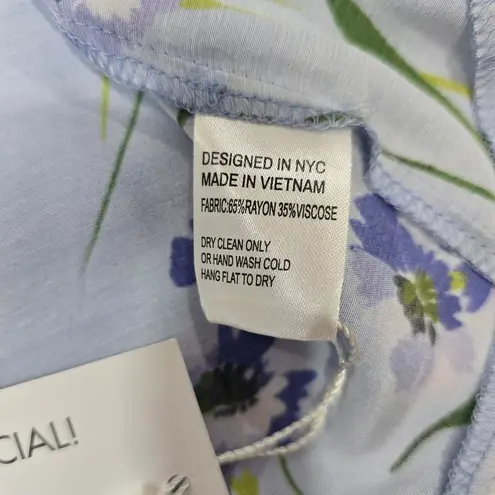 DESIGNED IN NYC
MADE IN VIETNAM
FABRIC:65%RAYON 35%VISCOSE
DRY CLEAN ONLY
OR HAND WASH COLD
HANG FLAT TO DRY
CIAL!